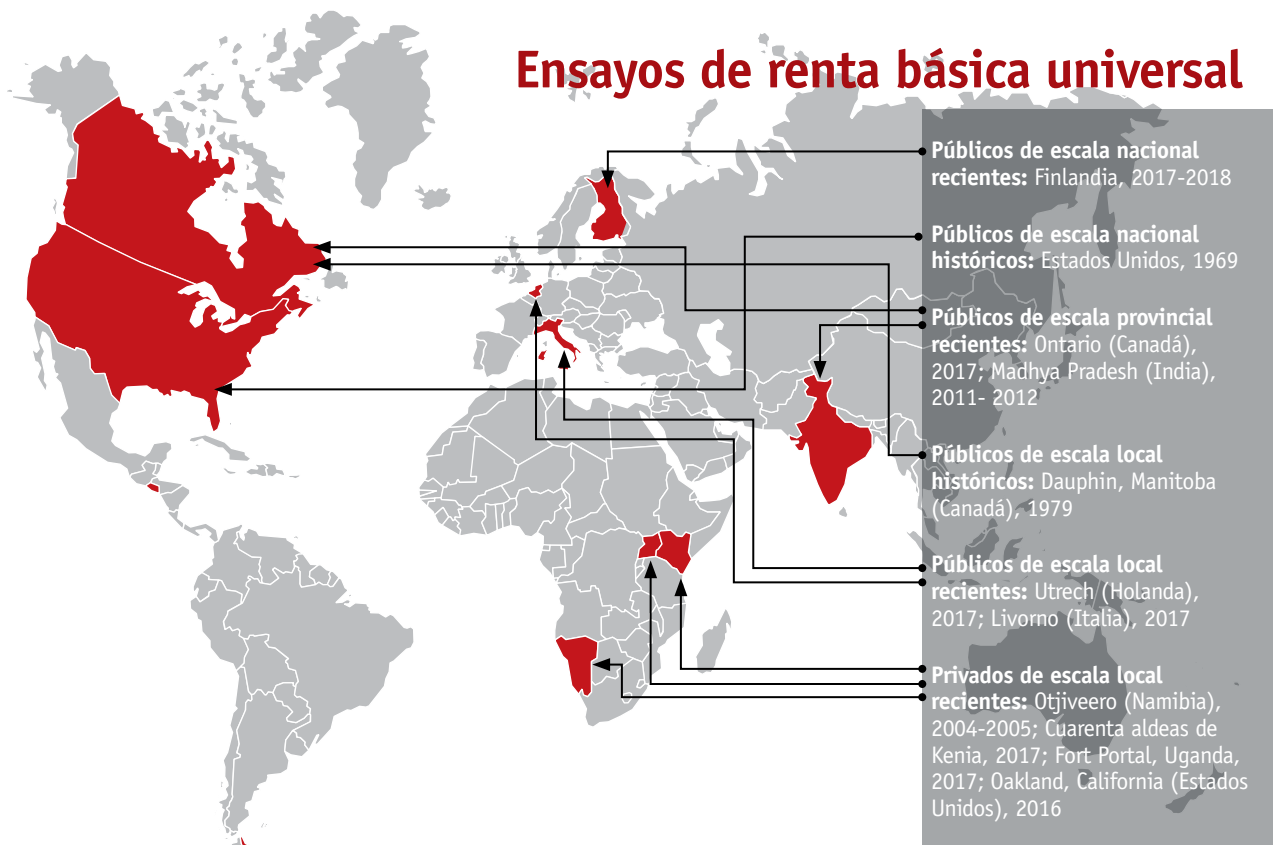 Ensayos de renta básica universal
Públicos de escala nacional
recientes: Finlandia, 2017-2018
Públicos de escala nacional
históricos: Estados Unidos, 1969
Públicos de escala provincial
recientes: Ontario (Canadá),
2017; Madhya Pradesh (India),
2011- 2012
Públicos de escala local
históricos: Dauphin, Manitoba
(Canadá), 1979
Públicos de escala local
recientes: Utrech (Holanda),
2017; Livorno (Italia), 2017
Privados de escala local
recientes: Otjiveero (Namibia),
2004-2005; Cuarenta aldeas de
Kenia, 2017; Fort Portal, Uganda,
2017; Oakland, California (Estados
Unidos), 2016